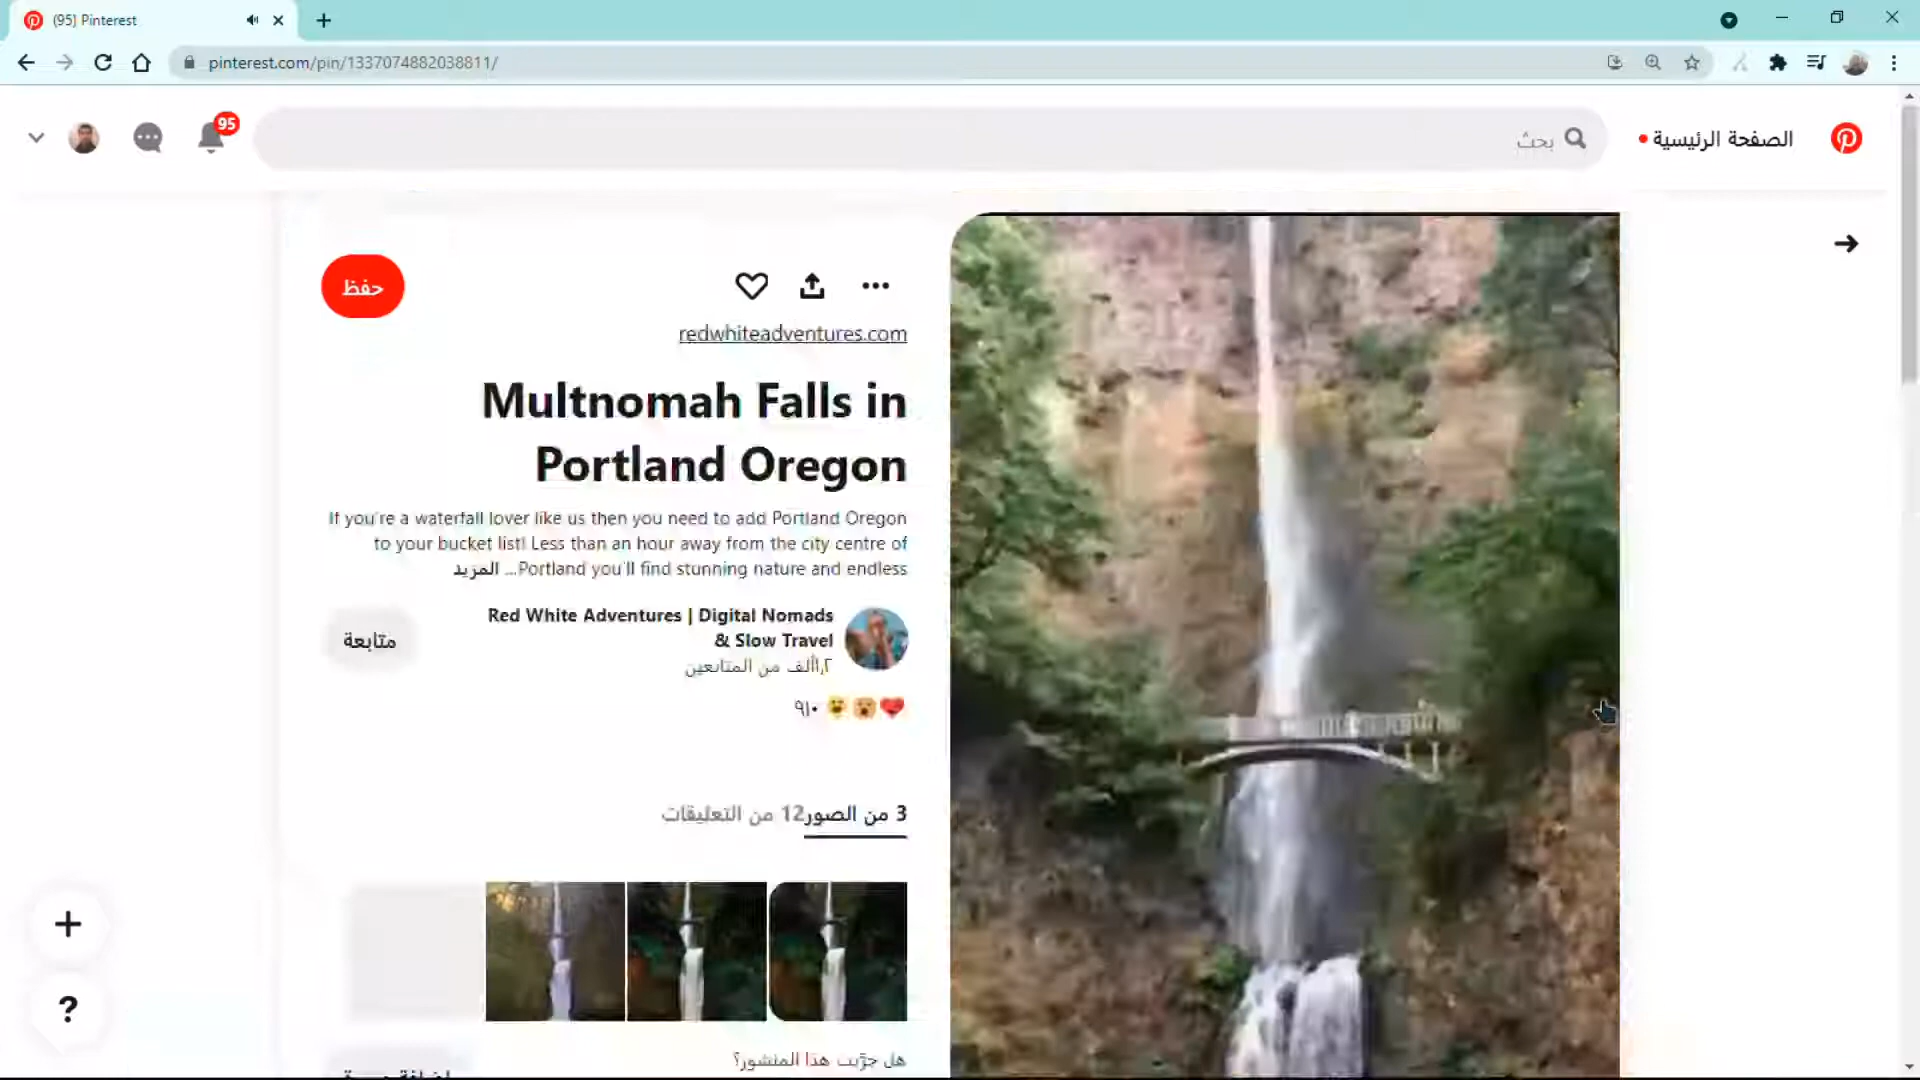 (95) Pinterest
pinterest.com/pin/1337074882038811/
95
بحث
الصفحة الرئيسية
حفظ
redwhiteadventures.com
Multnomah Falls in
Portland Oregon
If you're a waterfall lover like us then you need to add Portland Oregon
to your bucket list! Less than an hour away from the city centre of
Portland you'll find stunning nature and endless... المزيد
Red White Adventures | Digital Nomads
& Slow Travel
١٫٢ألف من المتابعين
متابعة
٩١٠
3 من الصور
12 من التعليقات
هل جرّبت هذا المنشور؟